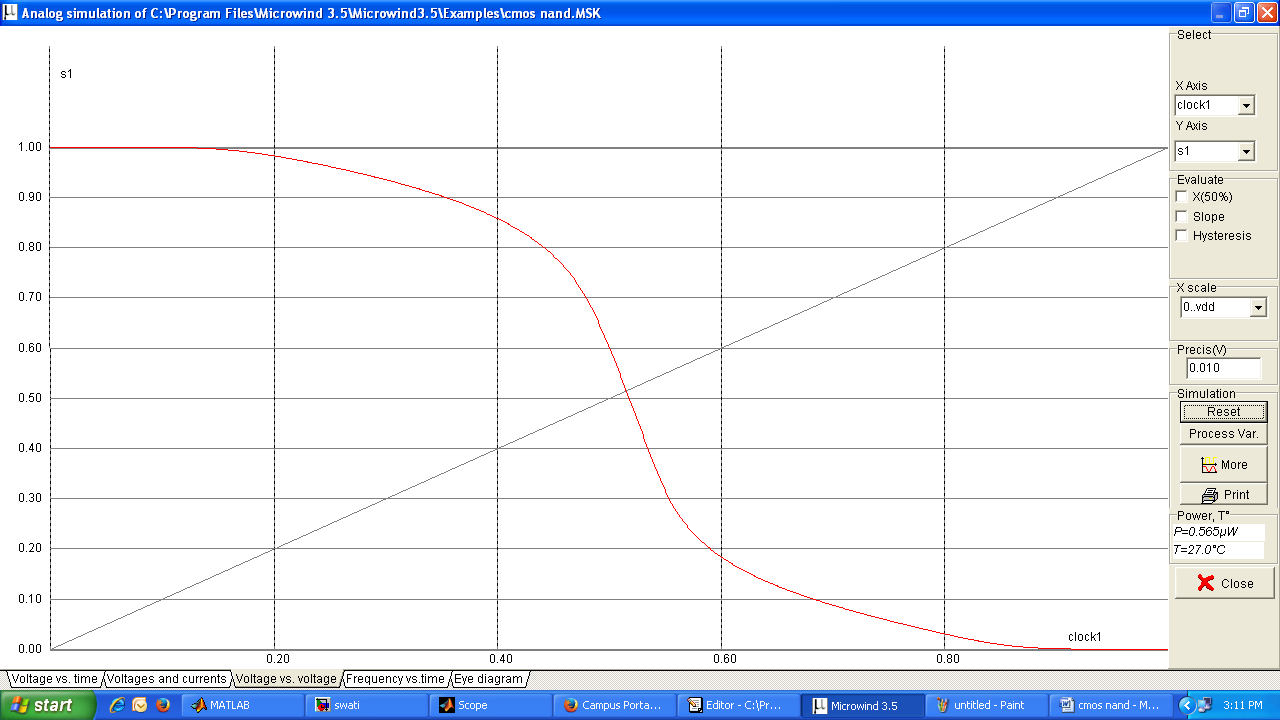 Analog simulation of C:\Program Files\Microwind 3.5\Microwind3.5\Examples\cmos nand.MSK
s1
1.00
0.90
0.80
0.70
0.60
0.50
0.40
0.30
0.20
0.10
0.00
clock1
0.20 0.40 0.60 0.80
Select
X Axis
clock1
Y Axis
s1
Evaluate
X(50%)
Slope
Hysteresis
X scale
0..vdd
Precis(V)
0.010
Simulation
Reset
Process Var.
More
Print
Power, T°
P=0.565µW
T=27.0°C
Close
Voltage vs. time Voltages and currents Voltage vs. voltage Frequency vs.time Eye diagram
start MATLAB swati Scope Campus Porta... Editor - C:\Pr... Microwind 3.5 untitled - Paint cmos nand - M... 3:11 PM